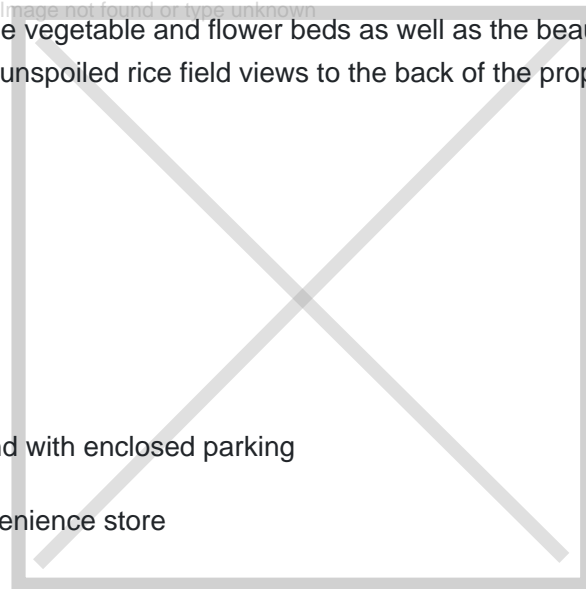 Image not found or type unknown
e vegetable and flower beds as well as the beau
unspoiled rice field views to the back of the prop
d with enclosed parking
enience store